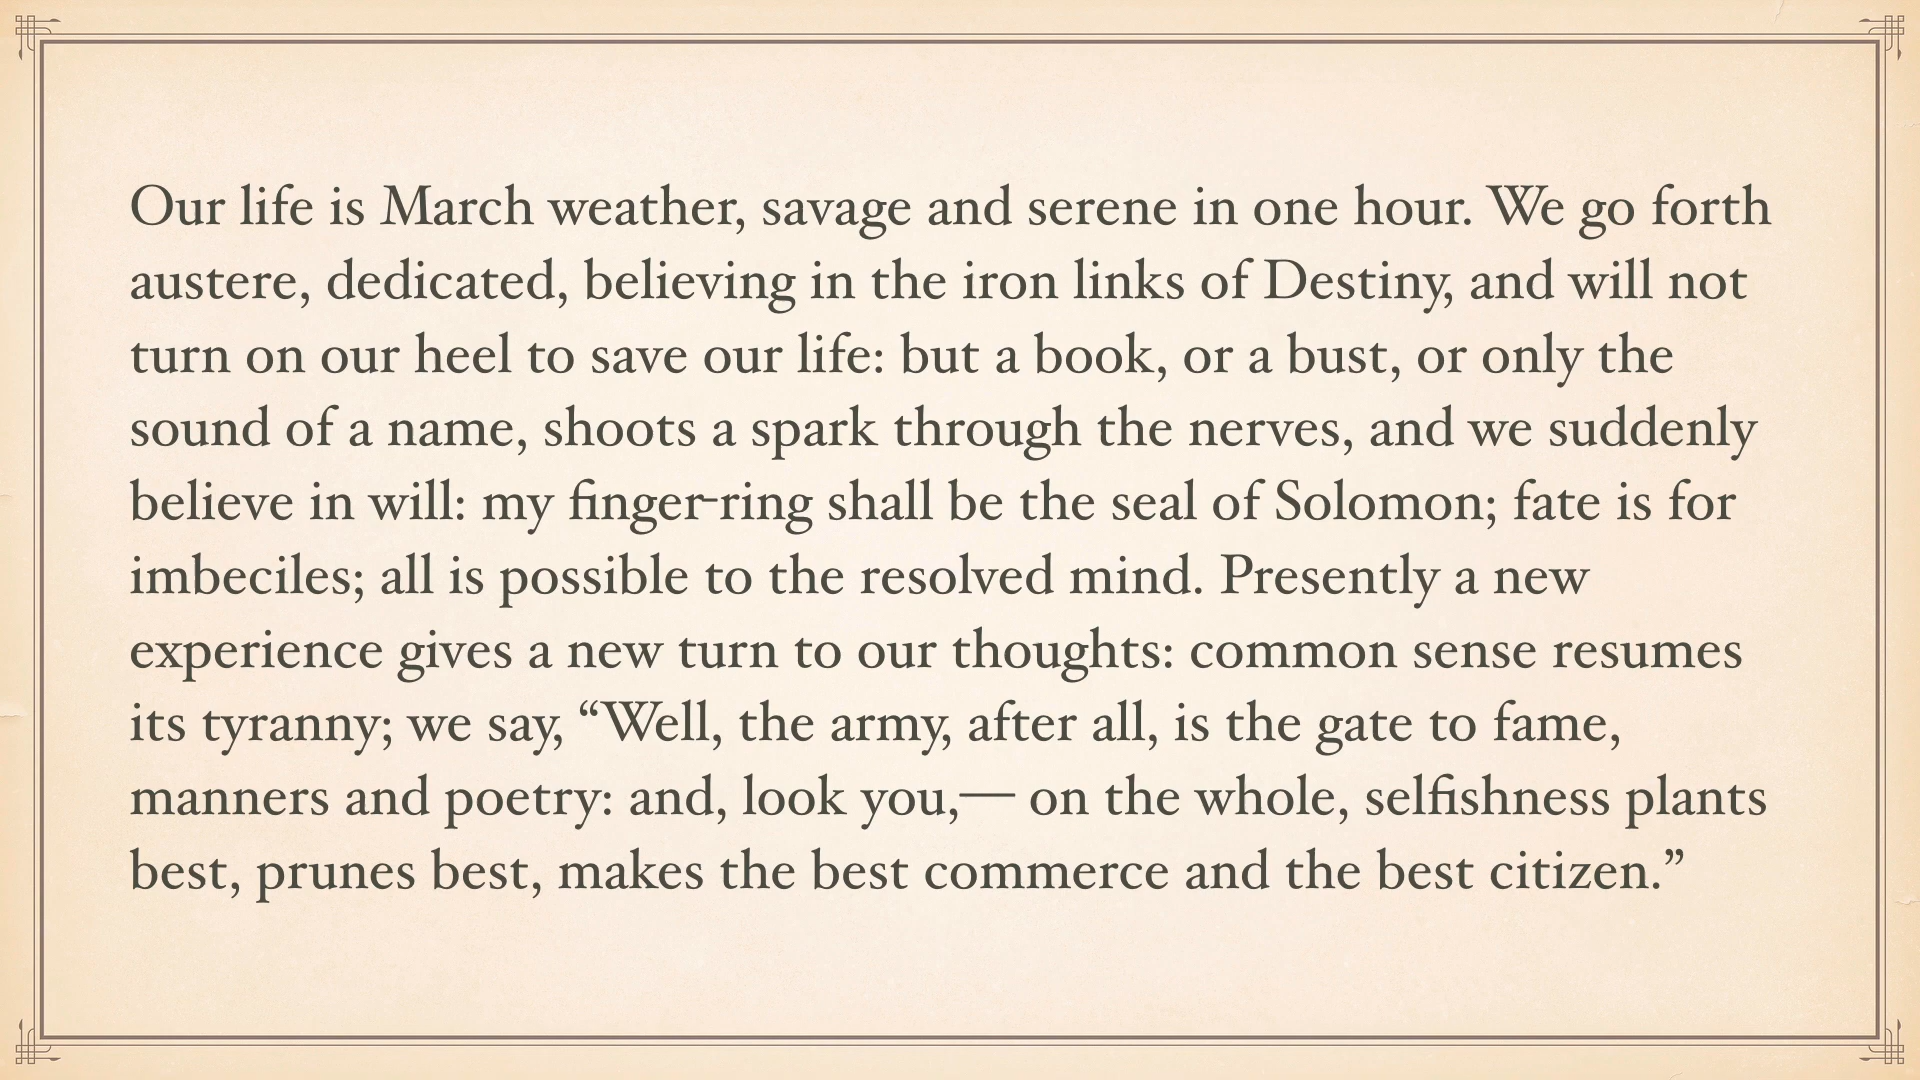 Our life is March weather, savage and serene in one hour. We go forth
austere, dedicated, believing in the iron links of Destiny, and will not
turn on our heel to save our life: but a book, or a bust, or only the
sound of a name, shoots a spark through the nerves, and we suddenly
believe in will: my finger-ring shall be the seal of Solomon; fate is for
imbeciles; all is possible to the resolved mind. Presently a new
experience gives a new turn to our thoughts: common sense resumes
its tyranny; we say, “Well, the army, after all, is the gate to fame,
manners and poetry: and, look you,— on the whole, selfishness plants
best, prunes best, makes the best commerce and the best citizen.”